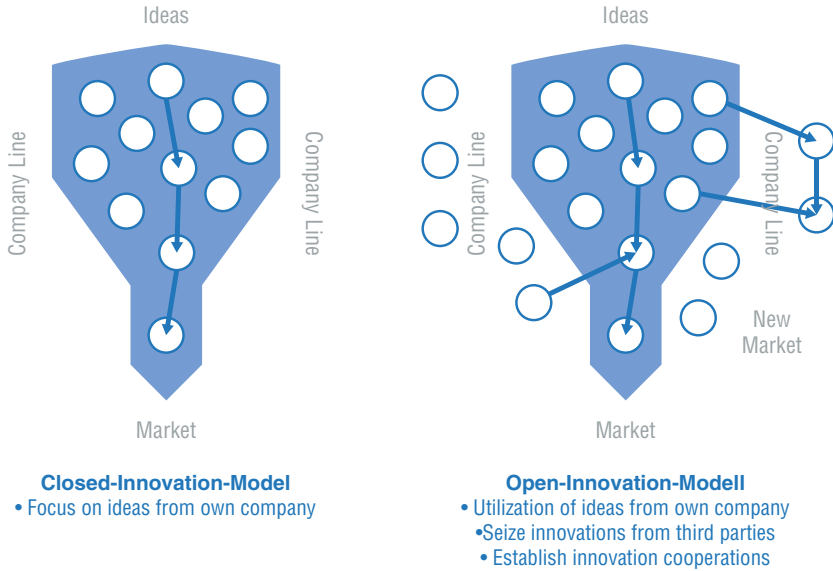 Ideas
Company Line
Company Line
Market
Closed-Innovation-Model
• Focus on ideas from own company
Ideas
Company Line
Company Line
New
Market
Market
Open-Innovation-Modell
• Utilization of ideas from own company
•Seize innovations from third parties
• Establish innovation cooperations